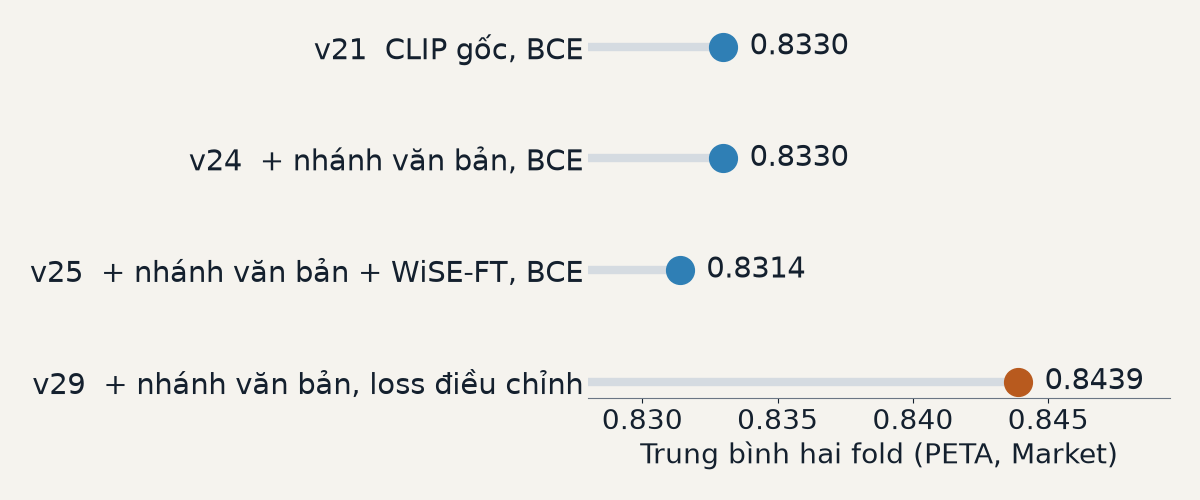 v21 CLIP gốc, BCE 0.8330
v24 + nhánh văn bản, BCE 0.8330
v25 + nhánh văn bản + WiSE-FT, BCE 0.8314
v29 + nhánh văn bản, loss điều chỉnh 0.8439
0.830 0.835 0.840 0.845
Trung bình hai fold (PETA, Market)